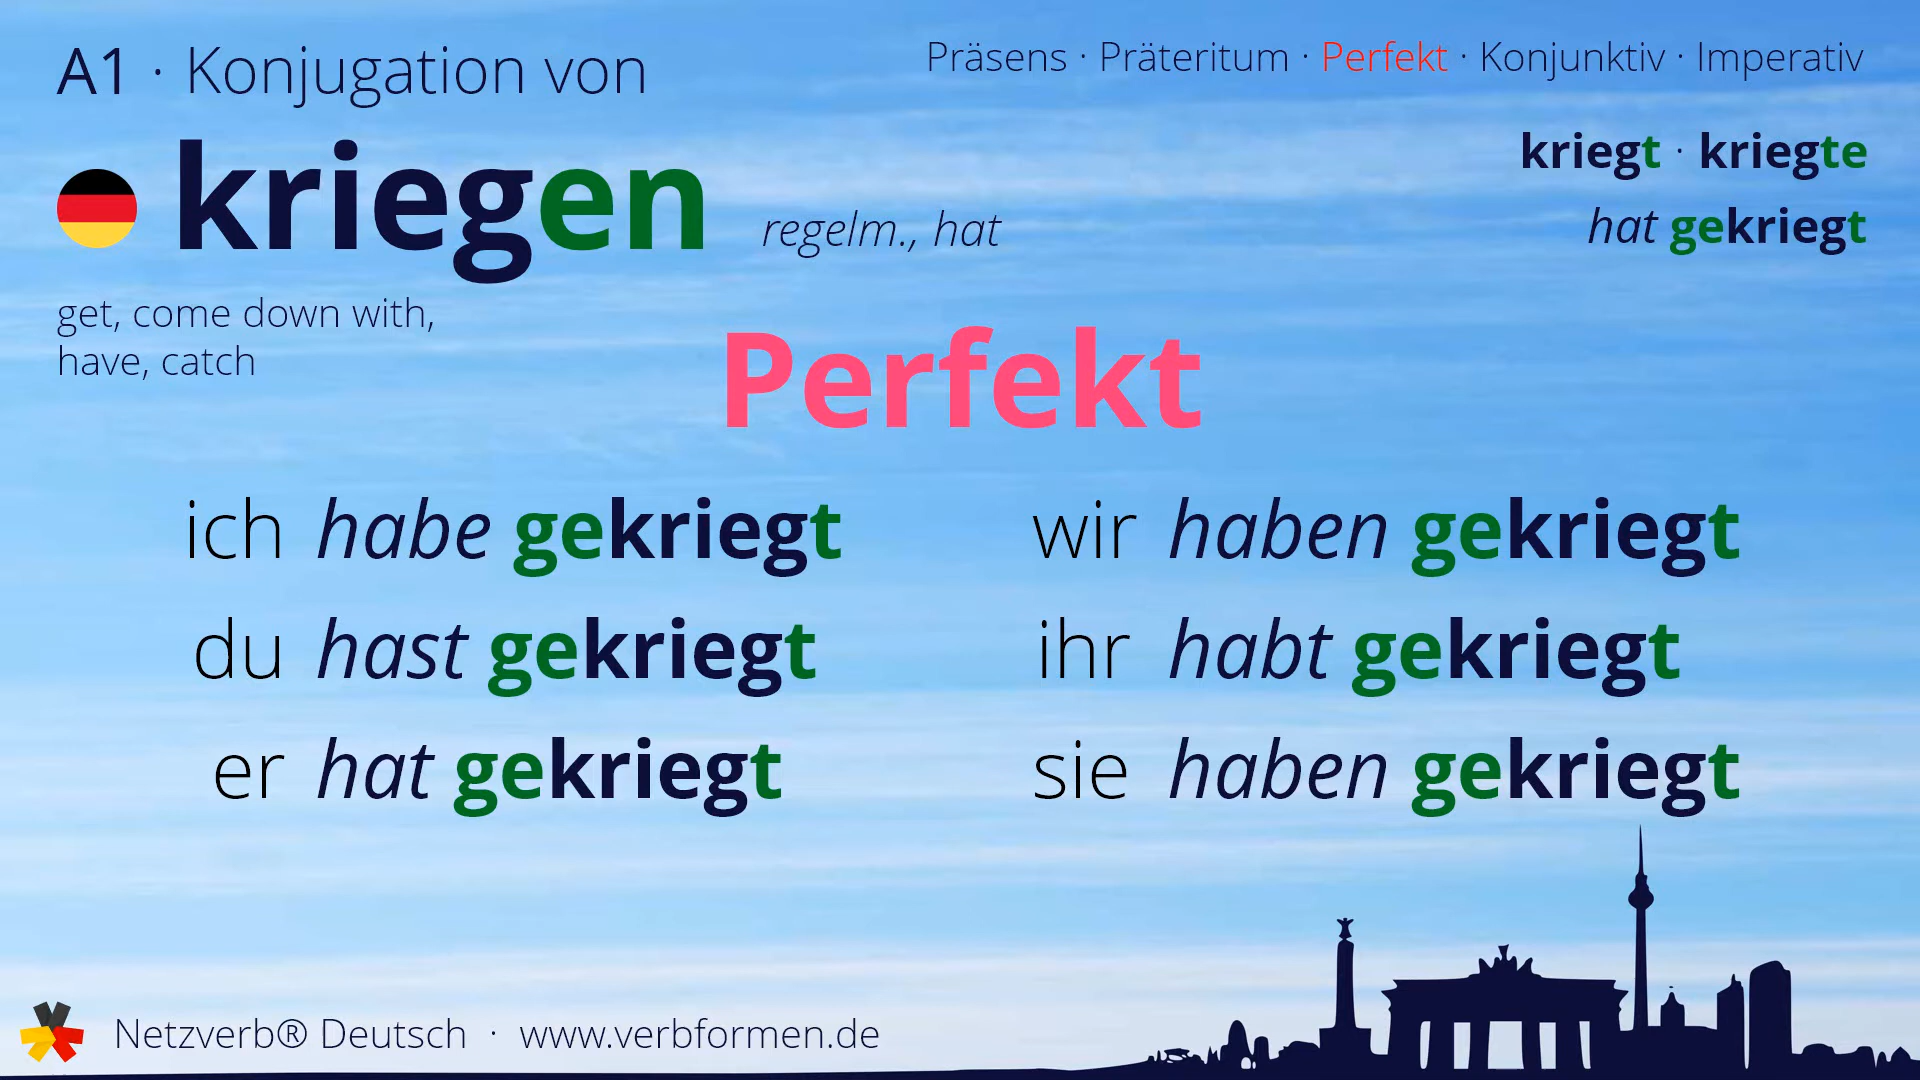 A1 · Konjugation von
Präsens · Präteritum · Perfekt · Konjunktiv · Imperativ
kriegen regelm., hat
kriegt · kriegte
hat gekriegt
get, come down with,
have, catch
Perfekt
ich habe gekriegt
du hast gekriegt
er hat gekriegt
wir haben gekriegt
ihr habt gekriegt
sie haben gekriegt
Netzverb® Deutsch · www.verbformen.de